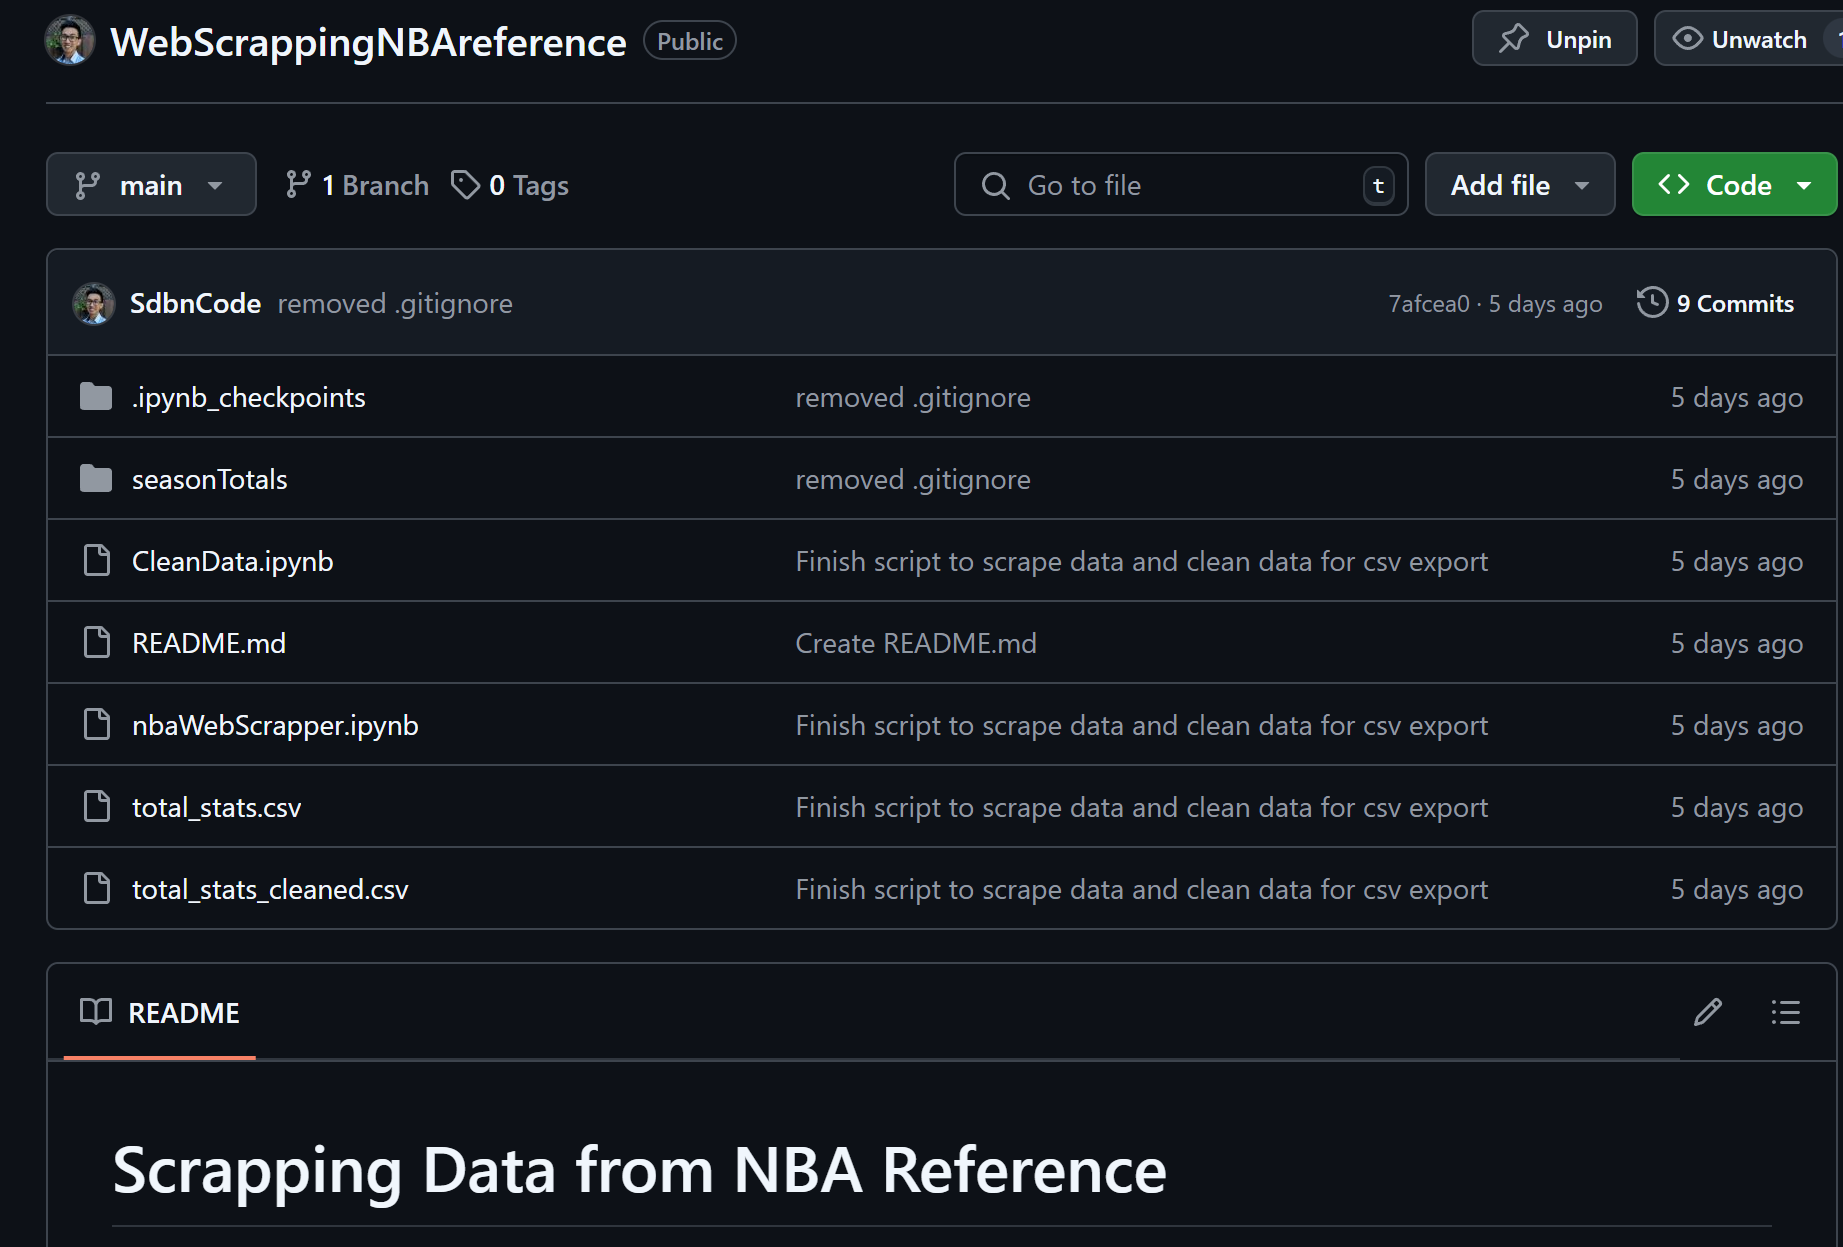 WebScrappingNBAreference Public Unpin Unwatch
main 1 Branch 0 Tags Go to file t Add file Code
SdbnCode removed .gitignore 7afcea0 · 5 days ago 9 Commits
.ipynb_checkpoints removed .gitignore 5 days ago
seasonTotals removed .gitignore 5 days ago
CleanData.ipynb Finish script to scrape data and clean data for csv export 5 days ago
README.md Create README.md 5 days ago
nbaWebScrapper.ipynb Finish script to scrape data and clean data for csv export 5 days ago
total_stats.csv Finish script to scrape data and clean data for csv export 5 days ago
total_stats_cleaned.csv Finish script to scrape data and clean data for csv export 5 days ago
README
Scrapping Data from NBA Reference